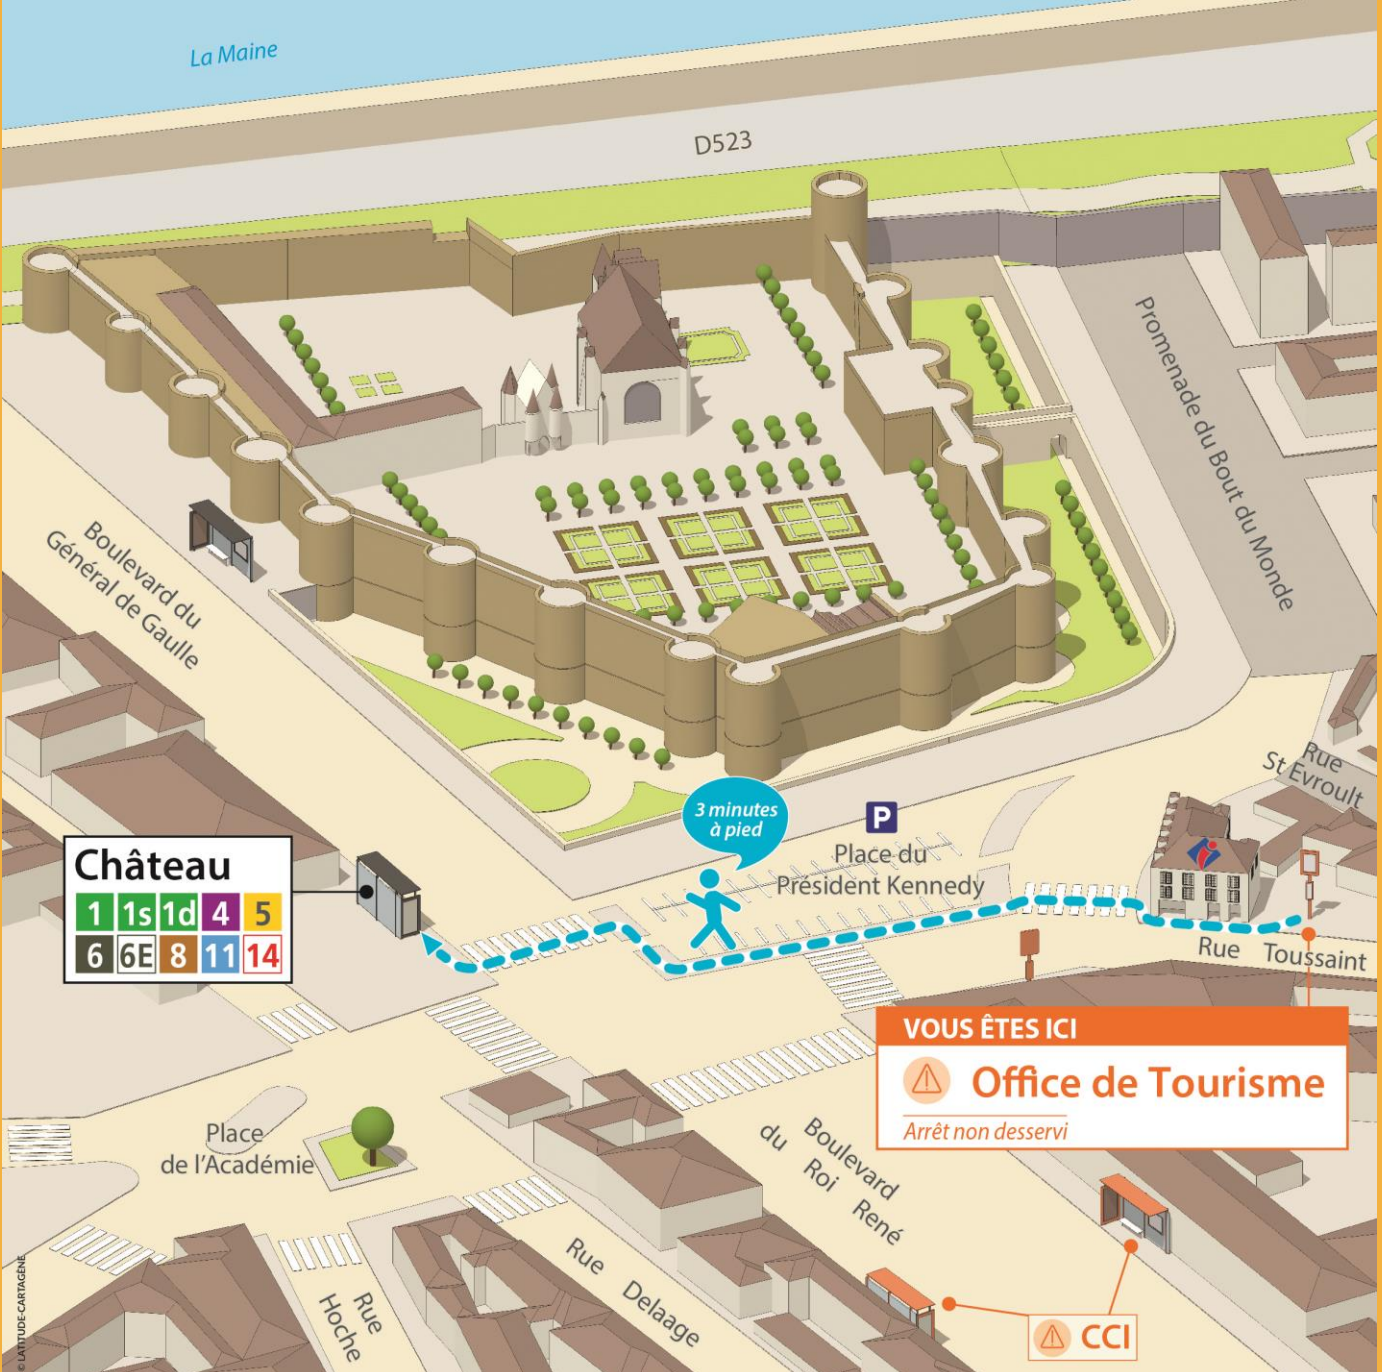 La Maine
D523
Promenade du Bout du Monde
Boulevard du
Général de Gaulle
Rue
St Evroult
3 minutes
à pied
P
Place du
Président Kennedy
Château
1 1s 1d 4 5
6 6E 8 11 14
Rue Toussaint
VOUS ÊTES ICI
Office de Tourisme
Arrêt non desservi
Place
de l'Académie
Boulevard
du Roi René
Rue Delaage
Rue
Hoche
CCI
© LATITUDE-CARTAGÈNE